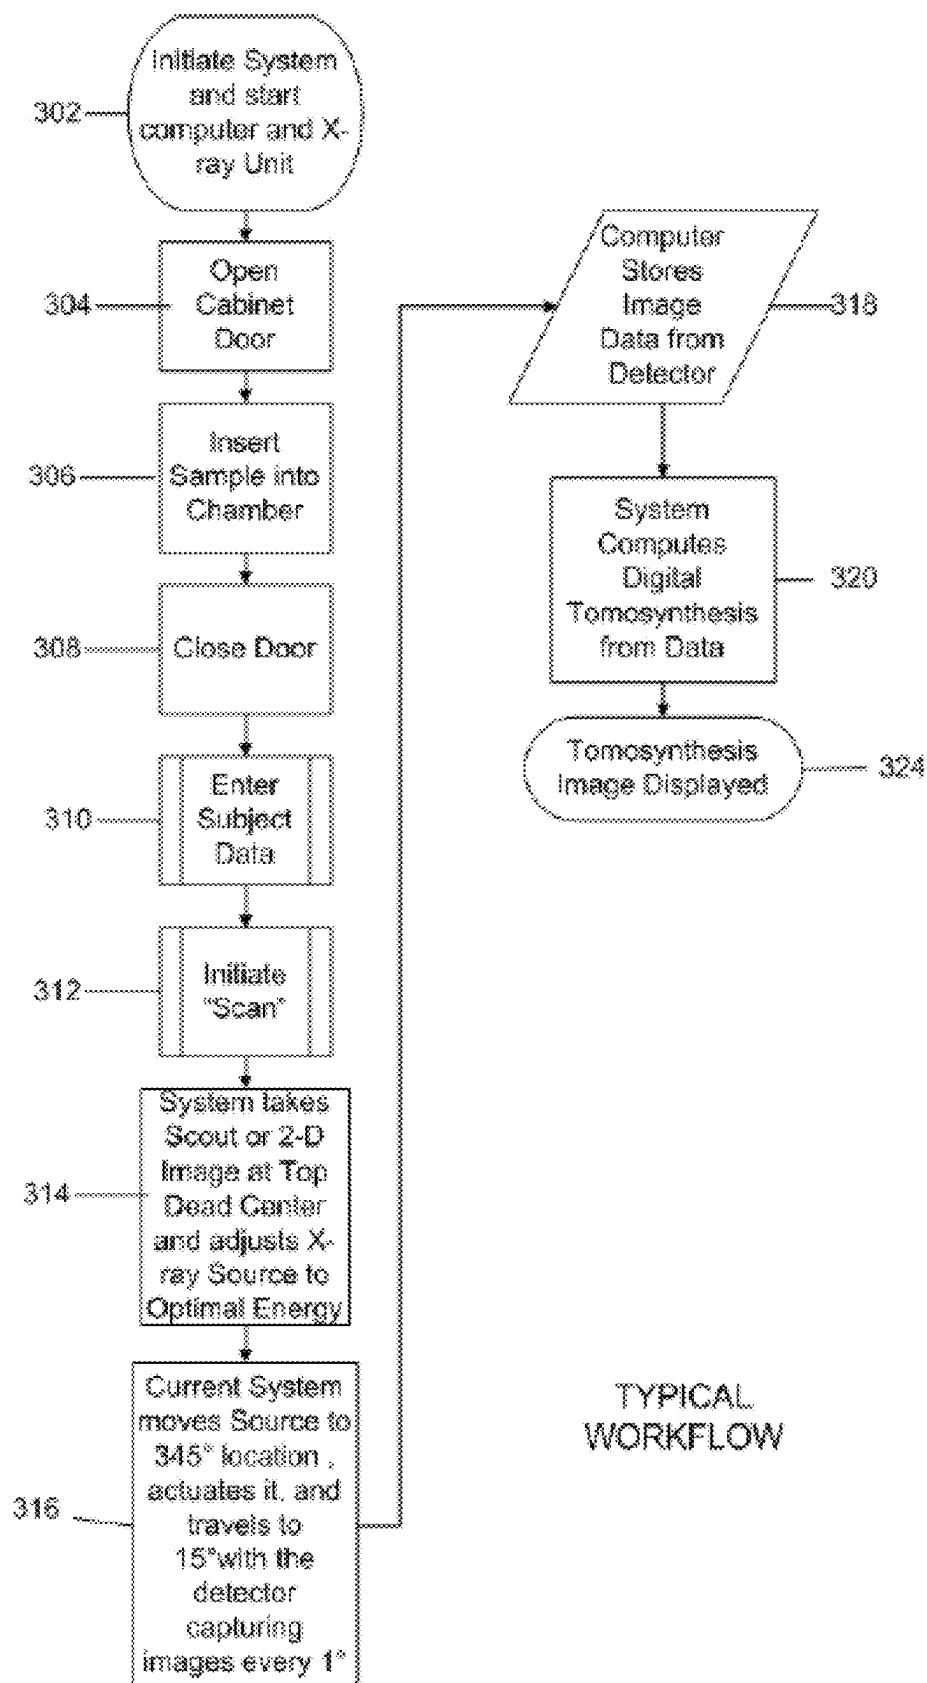 302
Initiate System
and start
computer and X-
ray Unit
304
Open
Cabinet
Door
306
Insert
Sample into
Chamber
308
Close Door
310
Enter
Subject
Data
312
Initiate
"Scan"
314
System takes
Scout or 2-D
Image at Top
Dead Center
and adjusts X-
ray Source to
Optimal Energy
316
Current System
moves Source to
345° location ,
actuates it, and
travels to
15°with the
detector
capturing
images every 1°
Computer
Stores
Image
Data from
Detector
318
System
Computes
Digital
Tomosynthesis
from Data
320
Tomosynthesis
Image Displayed
324
TYPICAL
WORKFLOW